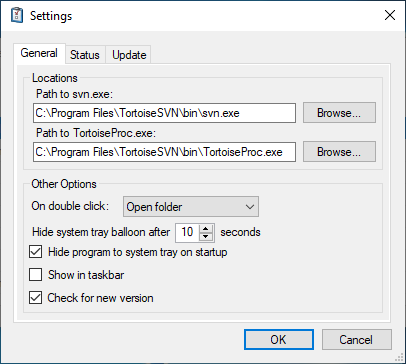 Settings
General Status Update
Locations
Path to svn.exe:
C:\Program Files\TortoiseSVN\bin\svn.exe Browse...
Path to TortoiseProc.exe:
C:\Program Files\TortoiseSVN\bin\TortoiseProc.exe Browse...
Other Options
On double click: Open folder
Hide system tray balloon after 10 seconds
Hide program to system tray on startup
Show in taskbar
Check for new version
OK Cancel